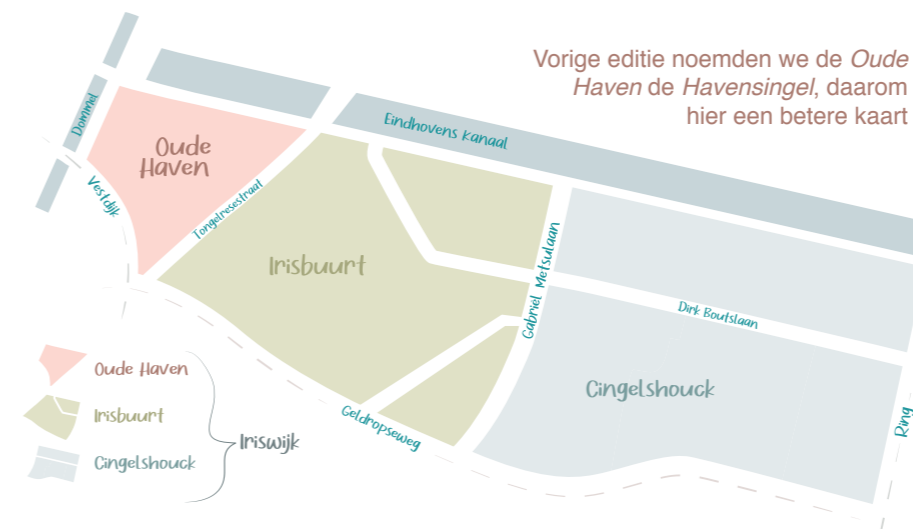 Vorige editie noemden we de Oude
Haven de Havensingel, daarom
hier een betere kaart
Dommel
Eindhovens Kanaal
Oude
Haven
Vestdijk
Tongelresestraat
Irisbuurt
Gabriel Metsulaan
Dirk Boutslaan
Cingelshouck
Geldropseweg
Ring
Oude Haven
Irisbuurt
Cingelshouck
Iriswijk